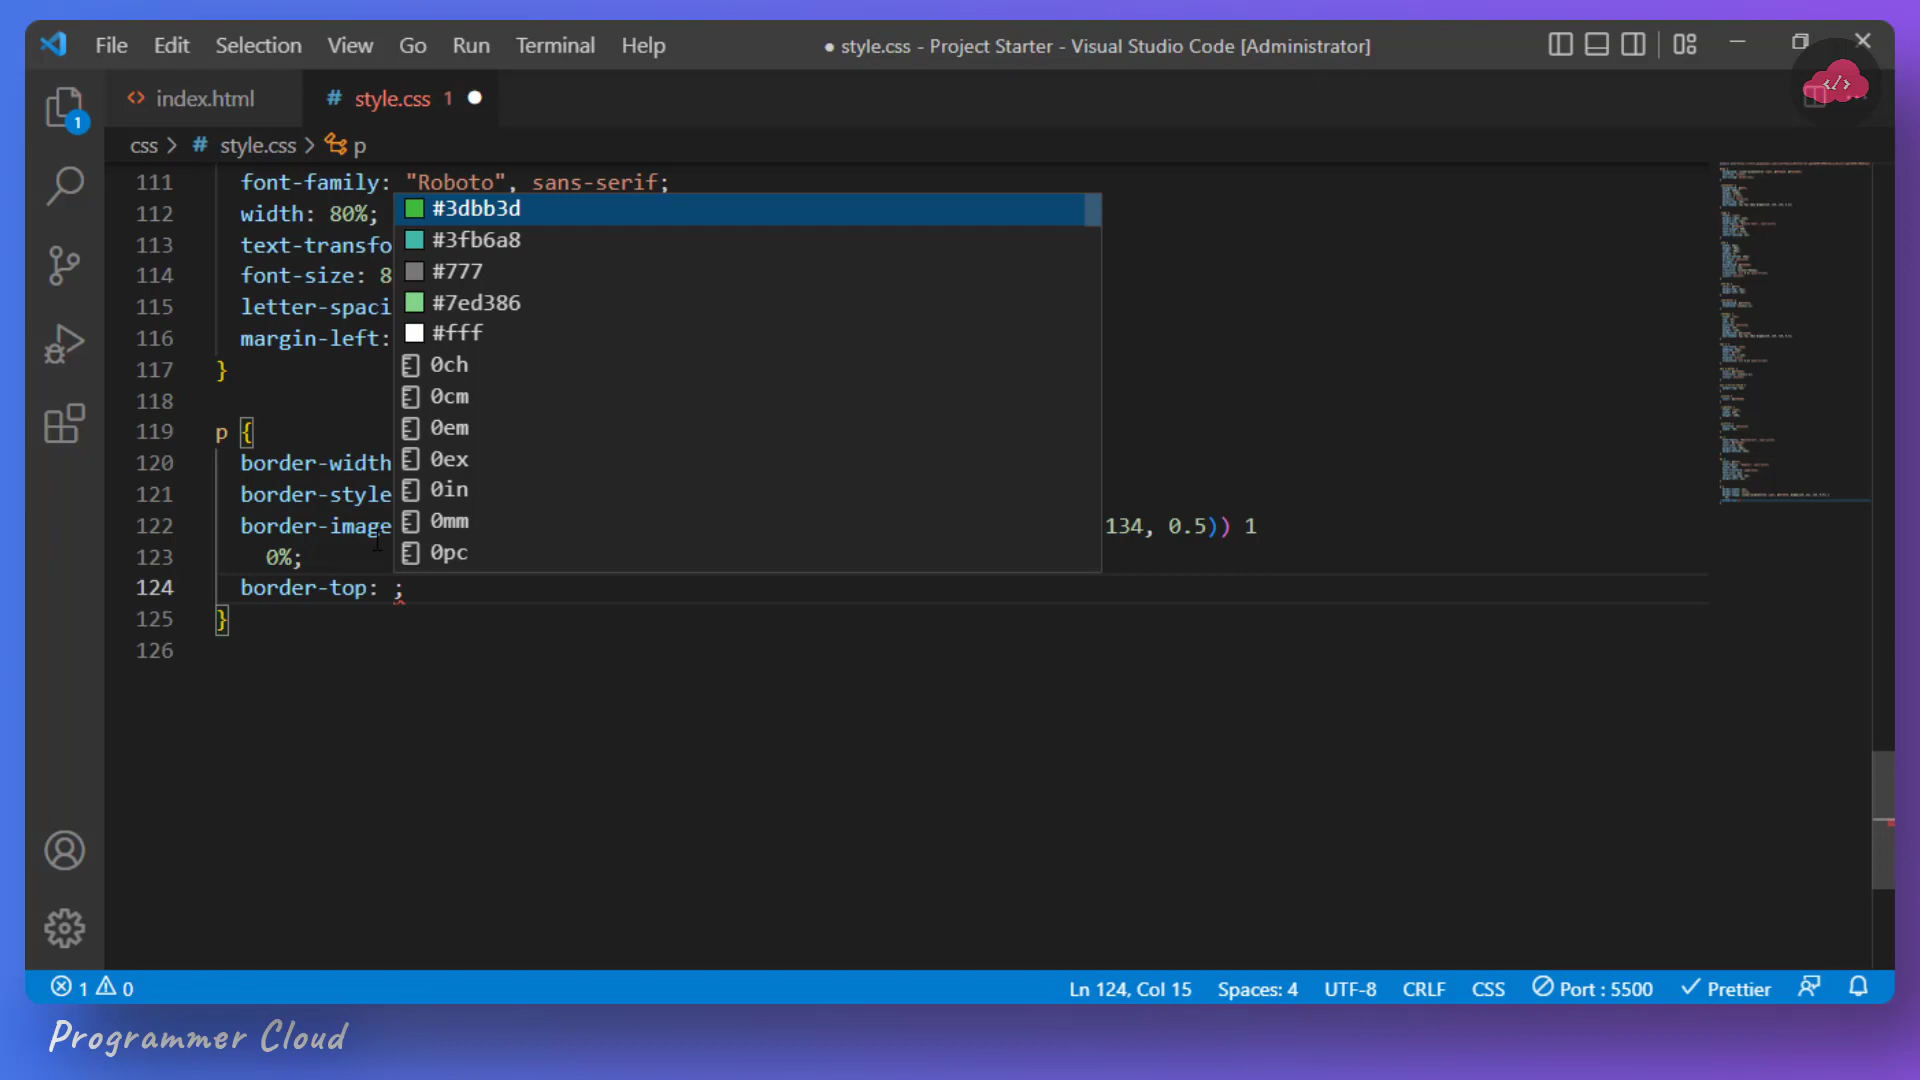 File Edit Selection View Go Run Terminal Help ● style.css - Project Starter - Visual Studio Code [Administrator]
<> index.html # style.css 1
1
css > # style.css > p
111 font-family: "Roboto", sans-serif;
112 width: 80%;
113 text-transfo
114 font-size: 8
115 letter-spaci
116 margin-left:
117 }
118
119 p {
120 border-width
121 border-style
122 border-image 134, 0.5)) 1
123 0%;
124 border-top: ;
125 }
126
#3dbb3d
#3fb6a8
#777
#7ed386
#fff
0ch
0cm
0em
0ex
0in
0mm
0pc
1 0 Ln 124, Col 15 Spaces: 4 UTF-8 CRLF CSS Port : 5500 Prettier
Programmer Cloud